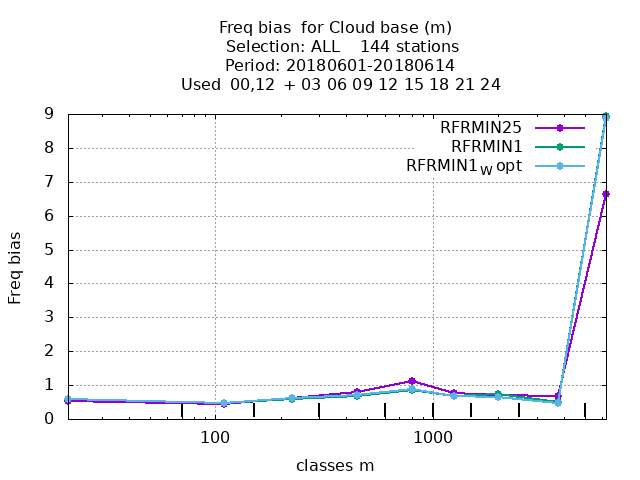 Freq bias  for Cloud base (m)
Selection: ALL    144 stations
Period: 20180601-20180614
Used  00,12  + 03 06 09 12 15 18 21 24
RFRMIN25
RFRMIN1
RFRMIN1W opt
9
8
7
6
5
4
3
2
1
0
Freq bias
100
1000
classes m